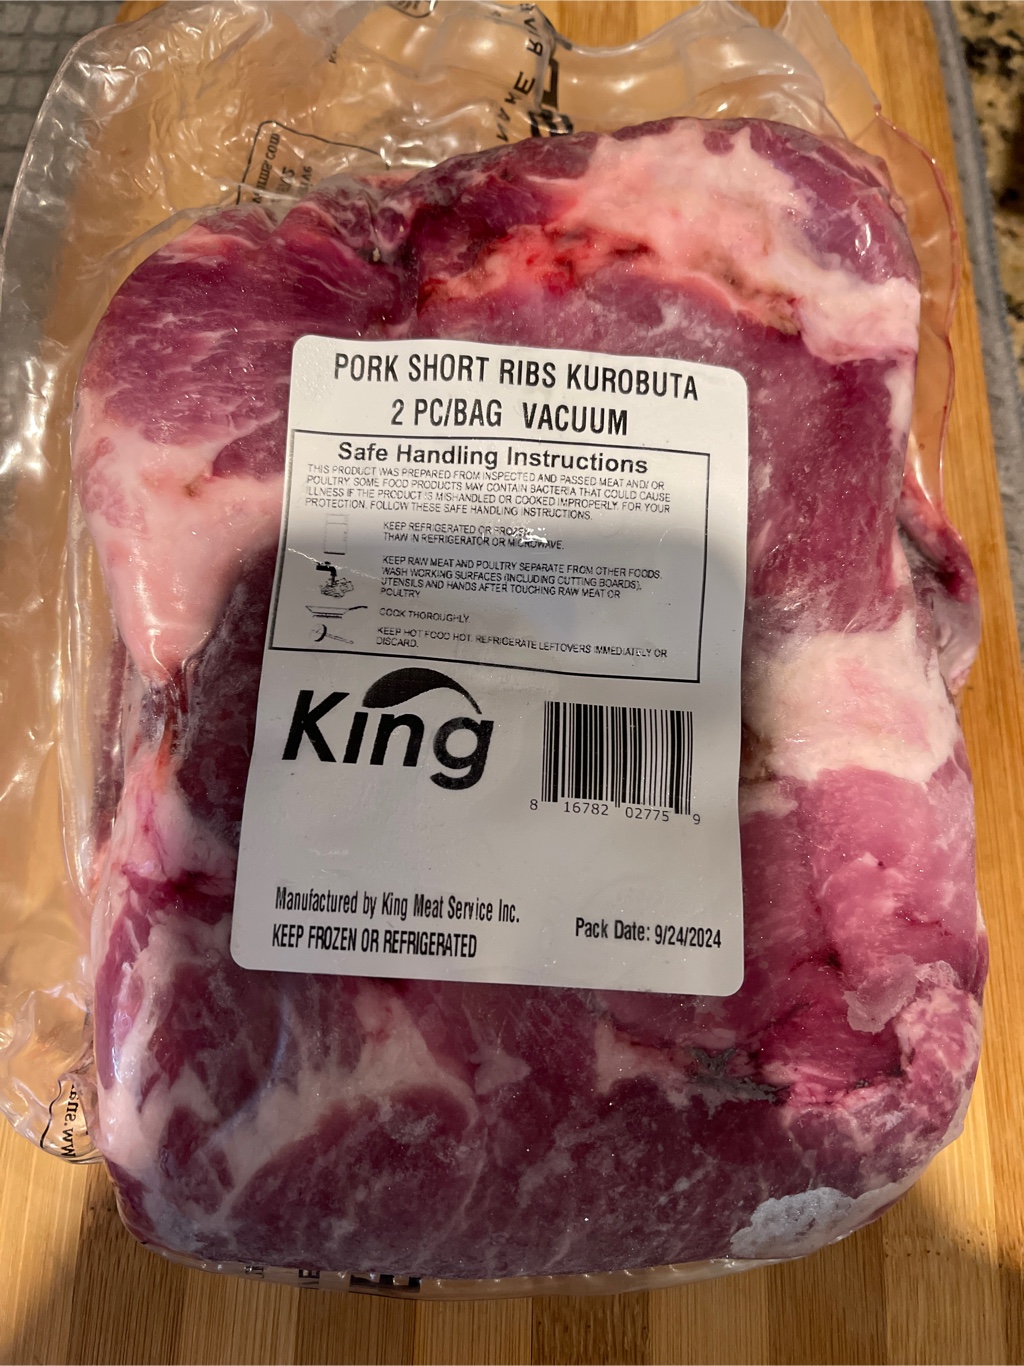 SNAKE RIVE
PORK SHORT RIBS KUROBUTA
2 PC/BAG VACUUM
Safe Handling Instructions
THIS PRODUCT WAS PREPARED FROM INSPECTED AND PASSED MEAT AND/OR
POULTRY. SOME FOOD PRODUCTS MAY CONTAIN BACTERIA THAT COULD CAUSE
ILLNESS IF THE PRODUCT IS MISHANDLED OR COOKED IMPROPERLY. FOR YOUR
PROTECTION, FOLLOW THESE SAFE HANDLING INSTRUCTIONS.
KEEP REFRIGERATED OR FROZEN.
THAW IN REFRIGERATOR OR MICROWAVE.
KEEP RAW MEAT AND POULTRY SEPARATE FROM OTHER FOODS.
WASH WORKING SURFACES (INCLUDING CUTTING BOARDS),
UTENSILS AND HANDS AFTER TOUCHING RAW MEAT OR
POULTRY
COOK THOROUGHLY.
KEEP HOT FOOD HOT. REFRIGERATE LEFTOVERS IMMEDIATELY OR
DISCARD.
King
8 16782 02775 9
Manufactured by King Meat Service Inc.
KEEP FROZEN OR REFRIGERATED
Pack Date: 9/24/2024